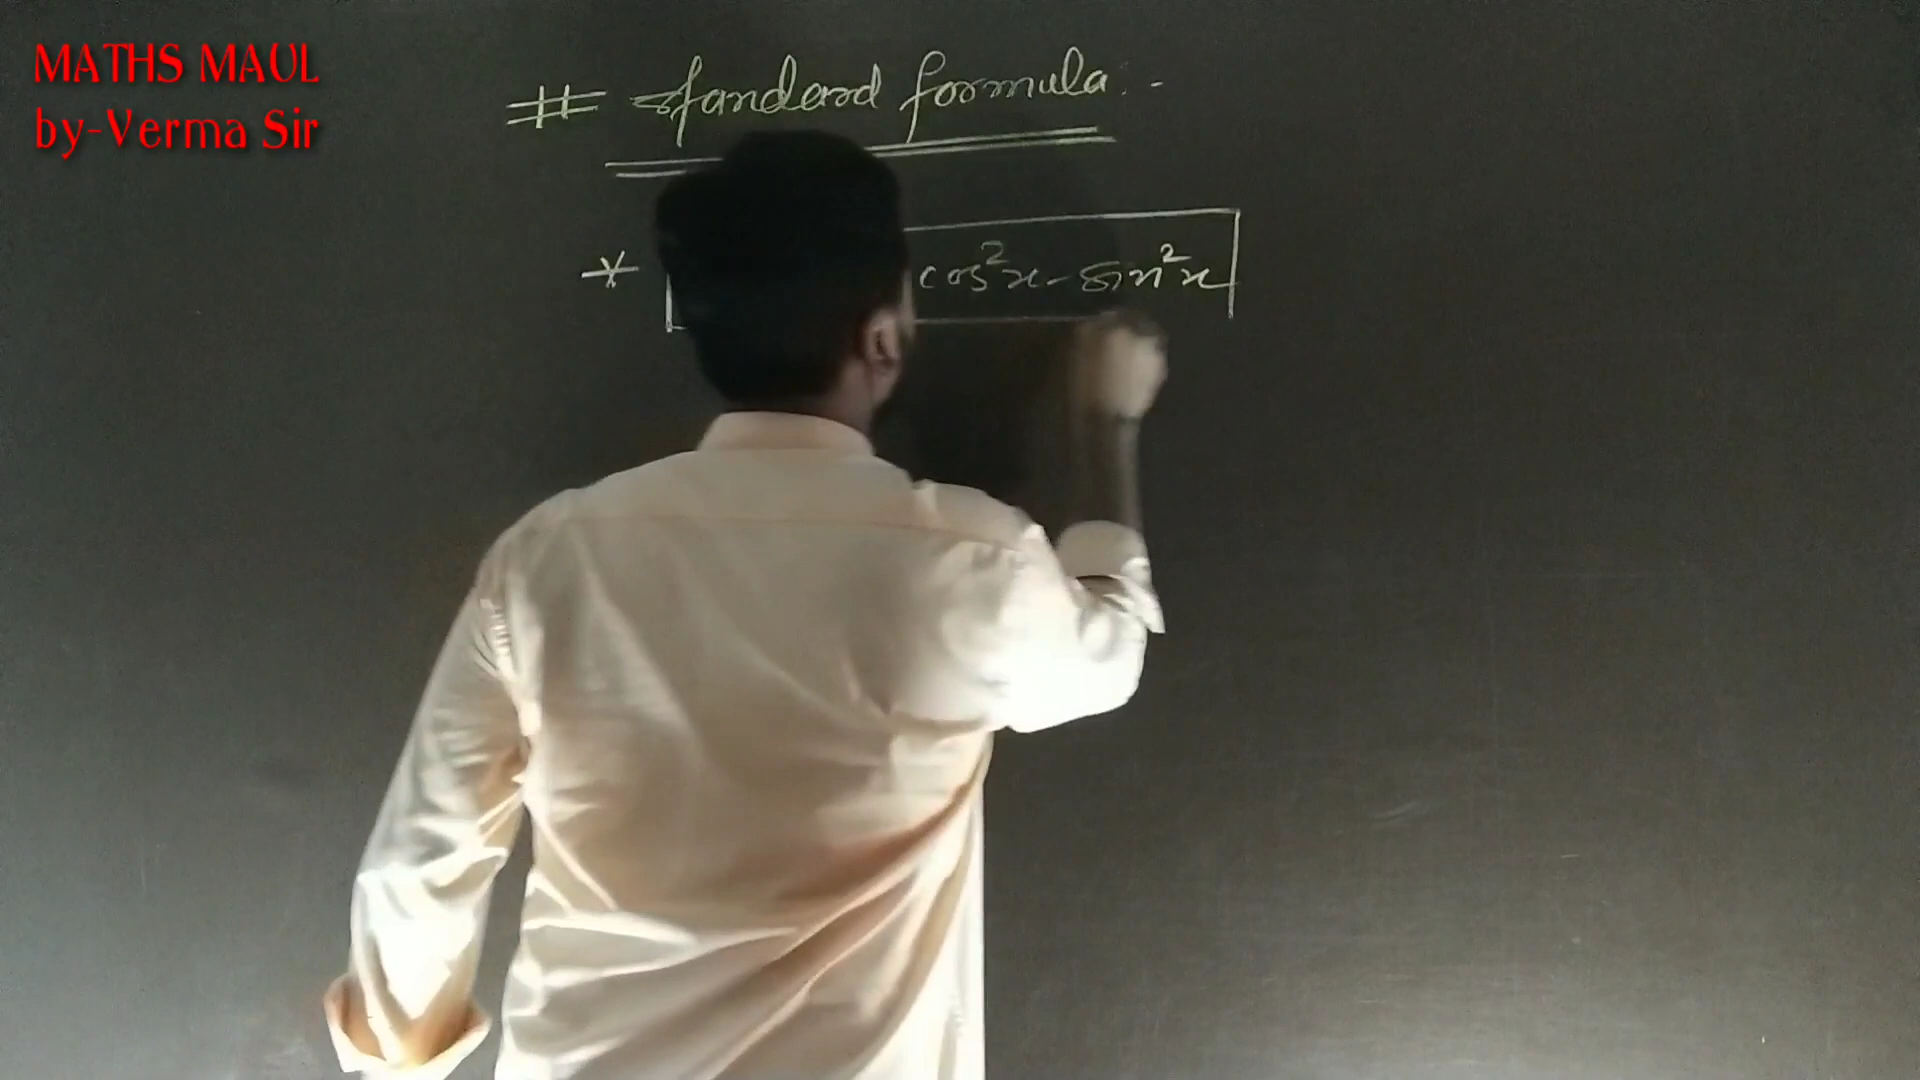 MATHS MAUL
by-Verma Sir
# Standard formula :-
* cos²x - sin²x